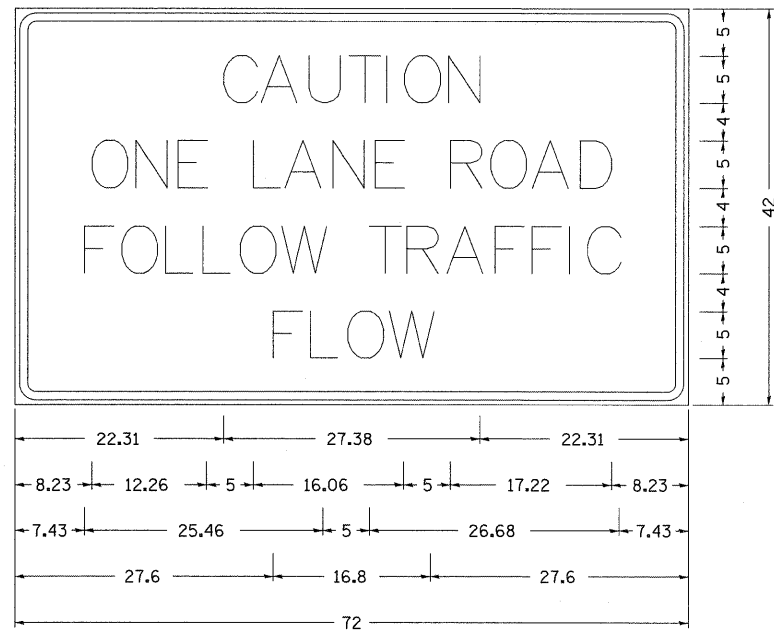 CAUTION
ONE LANE ROAD
FOLLOW TRAFFIC
FLOW
5
5
4
5
4
5
4
5
5
42
22.31 27.38 22.31
8.23 12.26 5 16.06 5 17.22 8.23
7.43 25.46 5 26.68 7.43
27.6 16.8 27.6
72